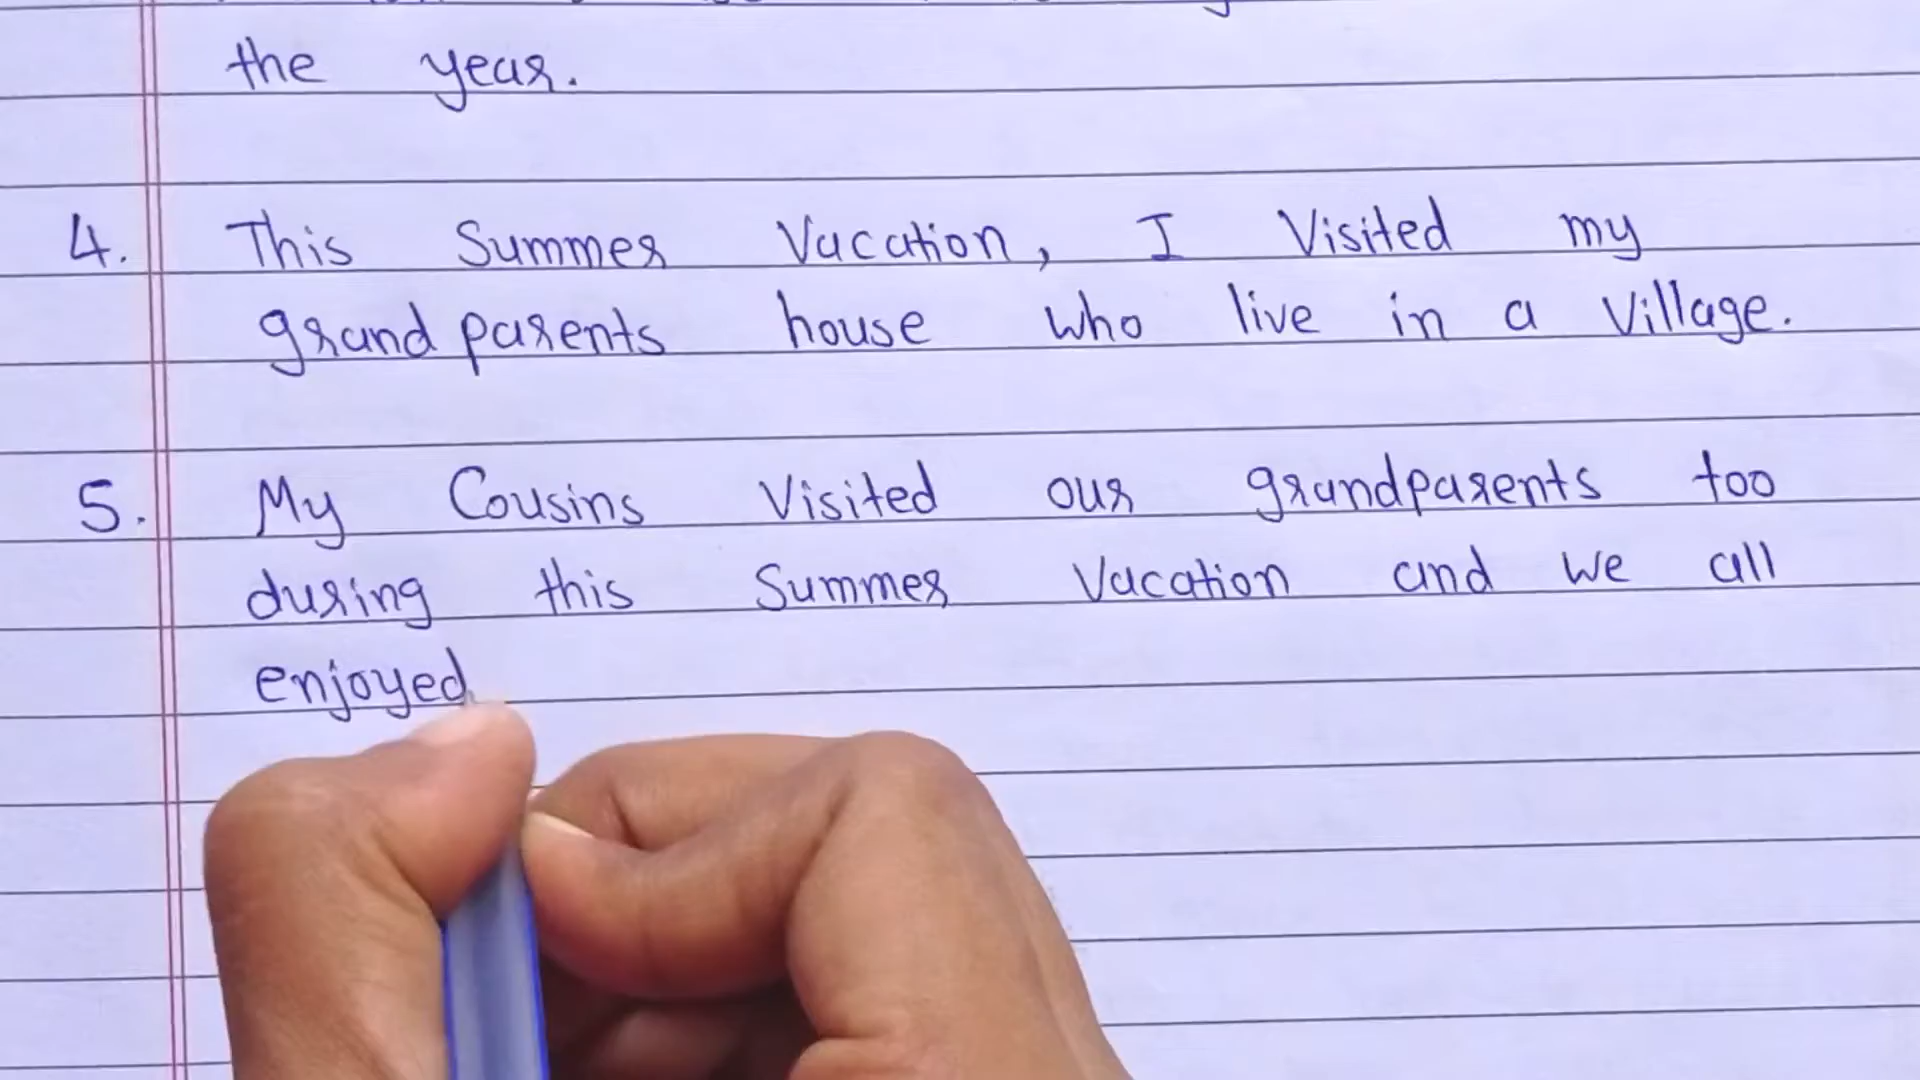 the year.
4. This Summer Vacation, I Visited my
grand parents house who live in a Village.
5. My Cousins Visited our grandparents too
during this Summer Vacation and we all
enjoyed